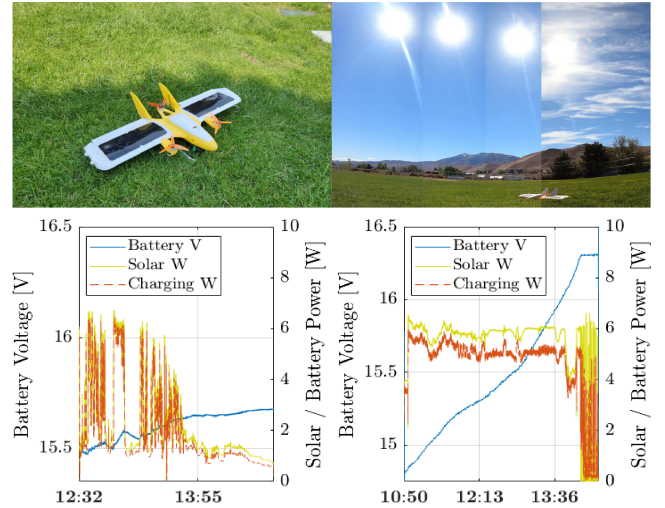 16.5
16
15.5
Battery Voltage [V]
Battery V
Solar W
Charging W
10
8
6
4
2
0
Solar / Battery Power [W]
12:32
13:55
16.5
16
15.5
15
Battery Voltage [V]
Battery V
Solar W
Charging W
10
8
6
4
2
0
Solar / Battery Power [W]
10:50
12:13
13:36